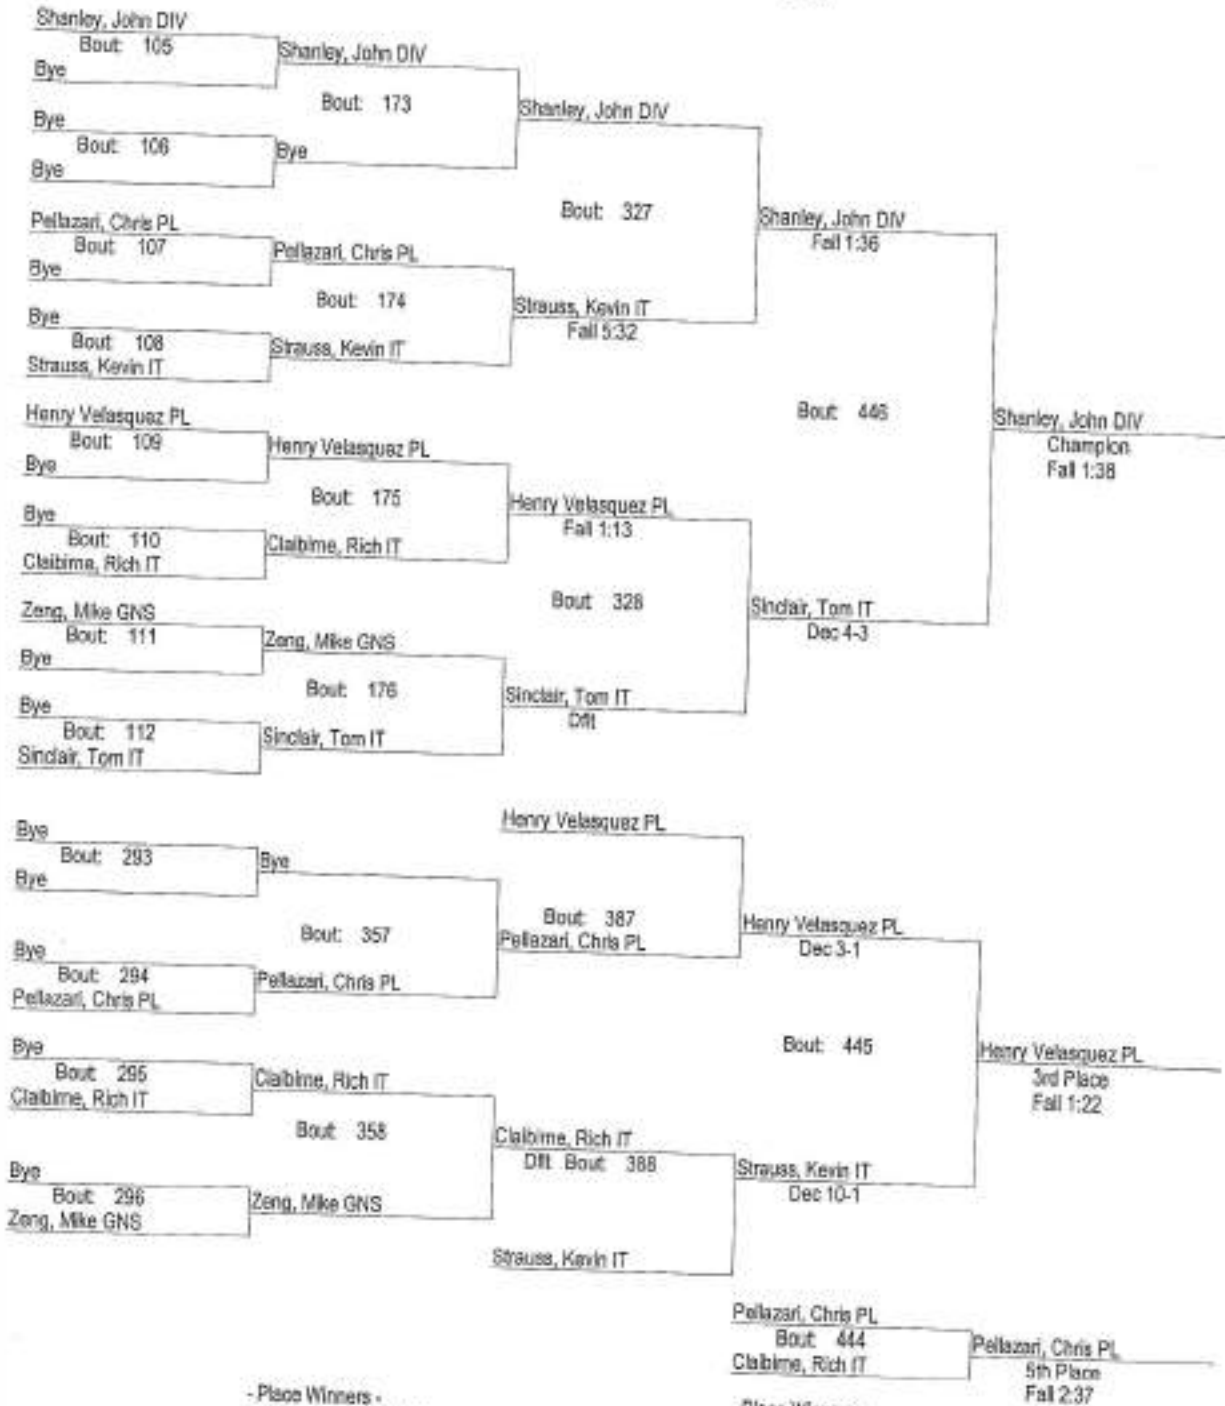 Shanley, John DIV
Bout: 105
Bye
Shanley, John DIV
Bout: 173
Bye
Bout: 106
Bye
Bye
Shanley, John DIV
Bout: 327
Pellazari, Chris PL
Bout: 107
Bye
Pellazari, Chris PL
Bout: 174
Bye
Bout: 108
Strauss, Kevin IT
Strauss, Kevin IT
Strauss, Kevin IT
Fall 5:32
Shanley, John DIV
Fall 1:36
Bout: 446
Henry Velasquez PL
Bout: 109
Bye
Henry Velasquez PL
Bout: 175
Bye
Bout: 110
Claibirne, Rich IT
Claibirne, Rich IT
Henry Velasquez PL
Fall 1:13
Bout: 328
Zeng, Mike GNS
Bout: 111
Bye
Zeng, Mike GNS
Bout: 176
Bye
Bout: 112
Sinclair, Tom IT
Sinclair, Tom IT
Sinclair, Tom IT
Dflt
Sinclair, Tom IT
Dec 4-3
Shanley, John DIV
Champion
Fall 1:38
Bye
Bout: 293
Bye
Bye
Bout: 357
Bye
Bout: 294
Pellazari, Chris PL
Pellazari, Chris PL
Henry Velasquez PL
Bout: 387
Pellazari, Chris PL
Henry Velasquez PL
Dec 3-1
Bout: 445
Bye
Bout: 295
Claibirne, Rich IT
Claibirne, Rich IT
Bout: 358
Bye
Bout: 296
Zeng, Mike GNS
Zeng, Mike GNS
Claibirne, Rich IT
Dflt Bout: 388
Strauss, Kevin IT
Strauss, Kevin IT
Dec 10-1
Henry Velasquez PL
3rd Place
Fall 1:22
Pellazari, Chris PL
Bout: 444
Claibirne, Rich IT
Pellazari, Chris PL
5th Place
Fall 2:37
- Place Winners -